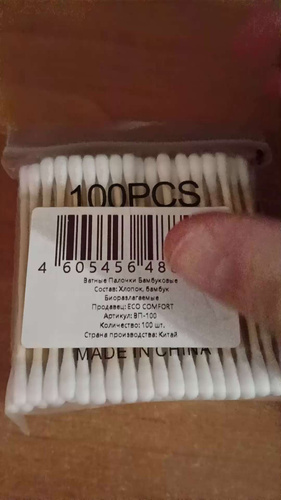 100PCS
4 605456 48
Ватные Палочки Бамбуковые
Состав: Хлопок, бамбук
Биоразлагаемые
Продавец: ECO COMFORT
Артикул: ВП-100
Количество: 100 шт.
Страна производства: Китай
MADE IN CHINA